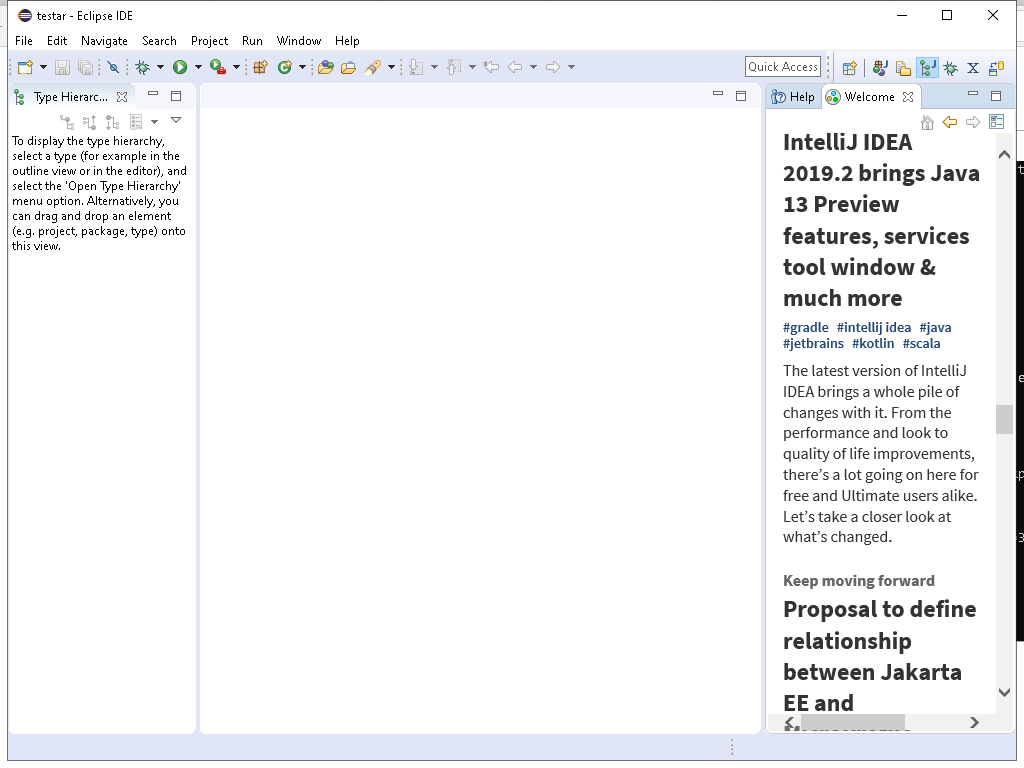 testar - Eclipse IDE
File Edit Navigate Search Project Run Window Help
Quick Access
Type Hierarc...
Help Welcome
To display the type hierarchy,
select a type (for example in the
outline view or in the editor), and
select the 'Open Type Hierarchy'
menu option. Alternatively, you
can drag and drop an element
(e.g. project, package, type) onto
this view.
IntelliJ IDEA
2019.2 brings Java
13 Preview
features, services
tool window &
much more
#gradle #intellij idea #java
#jetbrains #kotlin #scala
The latest version of IntelliJ
IDEA brings a whole pile of
changes with it. From the
performance and look to
quality of life improvements,
there's a lot going on here for
free and Ultimate users alike.
Let's take a closer look at
what's changed.
Keep moving forward
Proposal to define
relationship
between Jakarta
EE and